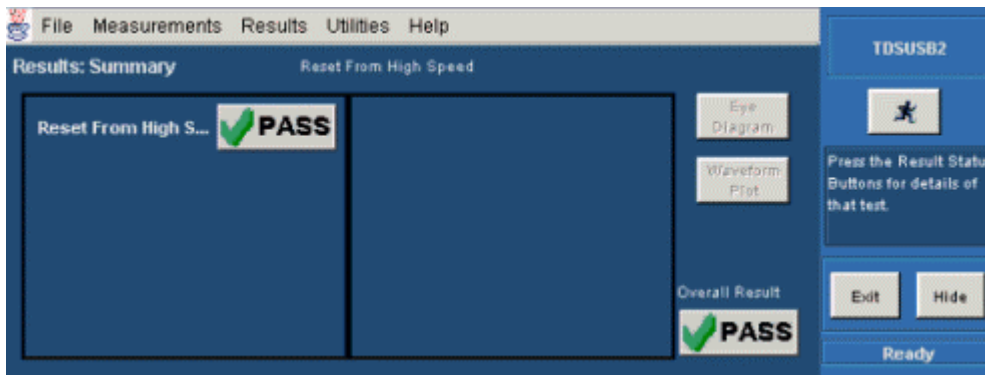 File Measurements Results Utilities Help
Results: Summary
Reset From High Speed
Reset From High S...
PASS
Eye
Diagram
Waveform
Plot
Overall Result
PASS
TDSUSB2
Press the Result Statu
Buttons for details of
that test.
Exit
Hide
Ready